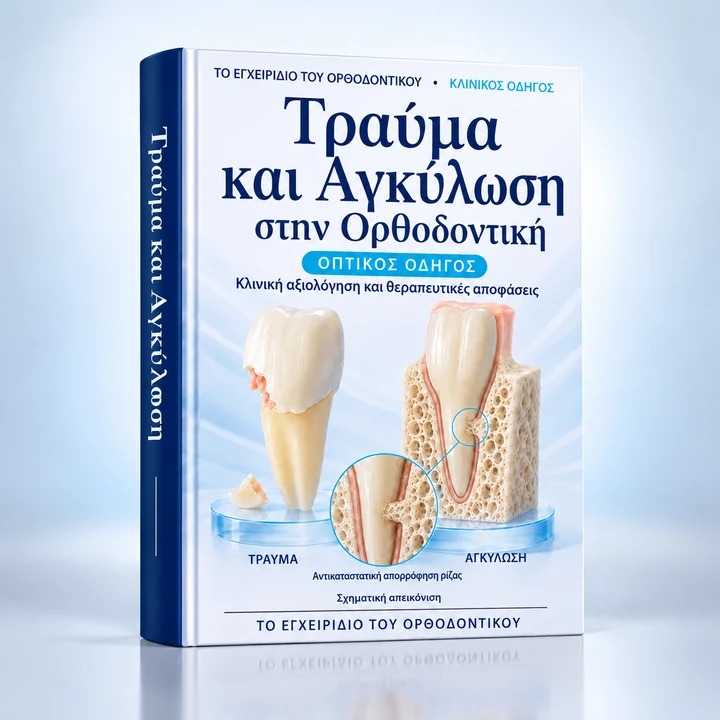 Τραύμα και Αγκύλωση
ΤΟ ΕΓΧΕΙΡΙΔΙΟ ΤΟΥ ΟΡΘΟΔΟΝΤΙΚΟΥ • ΚΛΙΝΙΚΟΣ ΟΔΗΓΟΣ
Τραύμα
και Αγκύλωση
στην Ορθοδοντική
ΟΠΤΙΚΟΣ ΟΔΗΓΟΣ
Κλινική αξιολόγηση και θεραπευτικές αποφάσεις
ΤΡΑΥΜΑ
ΑΓΚΥΛΩΣΗ
Αντικαταστατική απορρόφηση ρίζας
Σχηματική απεικόνιση
ΤΟ ΕΓΧΕΙΡΙΔΙΟ ΤΟΥ ΟΡΘΟΔΟΝΤΙΚΟΥ